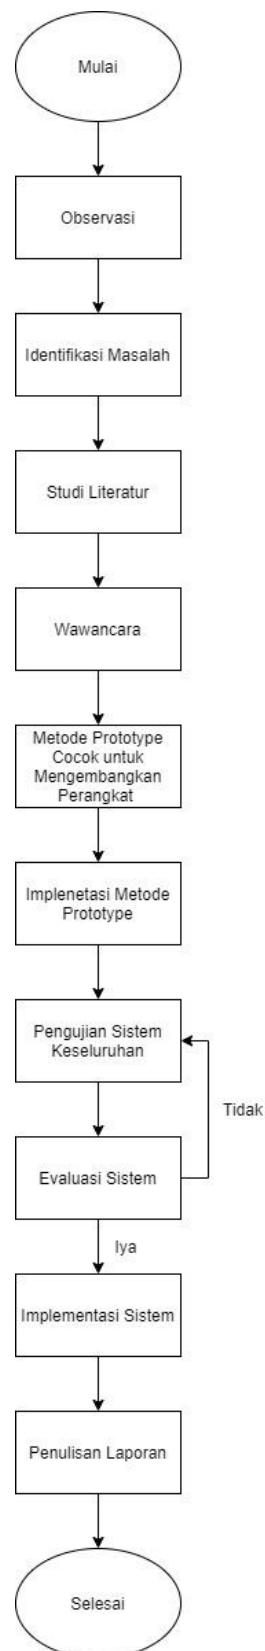 Mulai
Observasi
Identifikasi Masalah
Studi Literatur
Wawancara
Metode Prototype
Cocok untuk
Mengembangkan
Perangkat
Implenetasi Metode
Prototype
Pengujian Sistem
Keseluruhan
Tidak
Evaluasi Sistem
Iya
Implementasi Sistem
Penulisan Laporan
Selesai